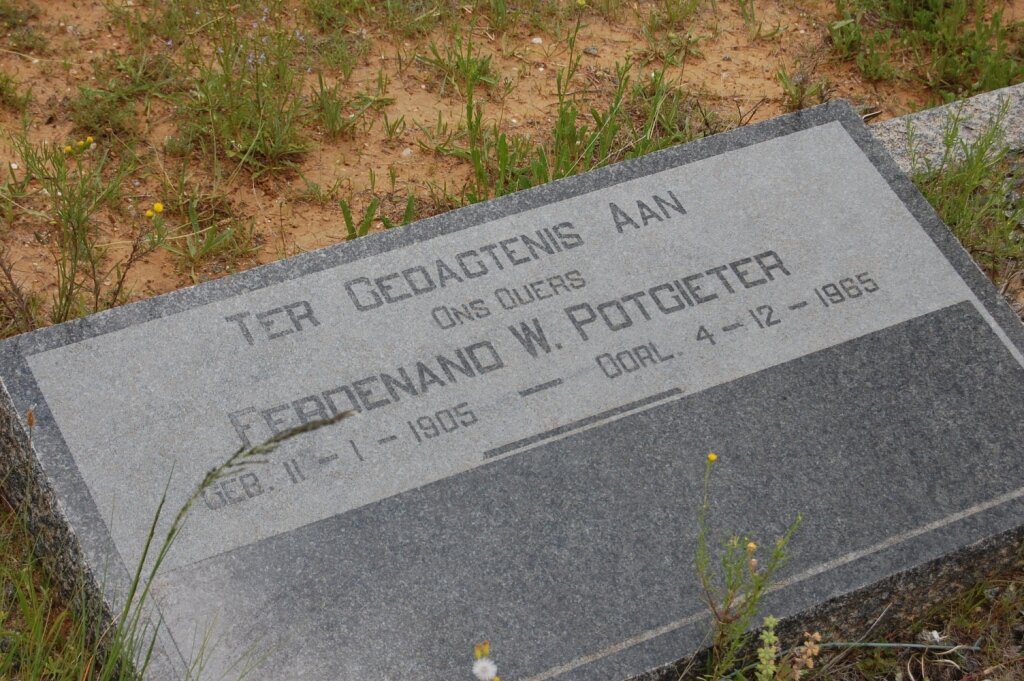 TER GEDAGTENIS AAN
ONS OUERS
FERDENAND W. POTGIETER
GEB. 11-1-1905 — OORL. 4-12-1965